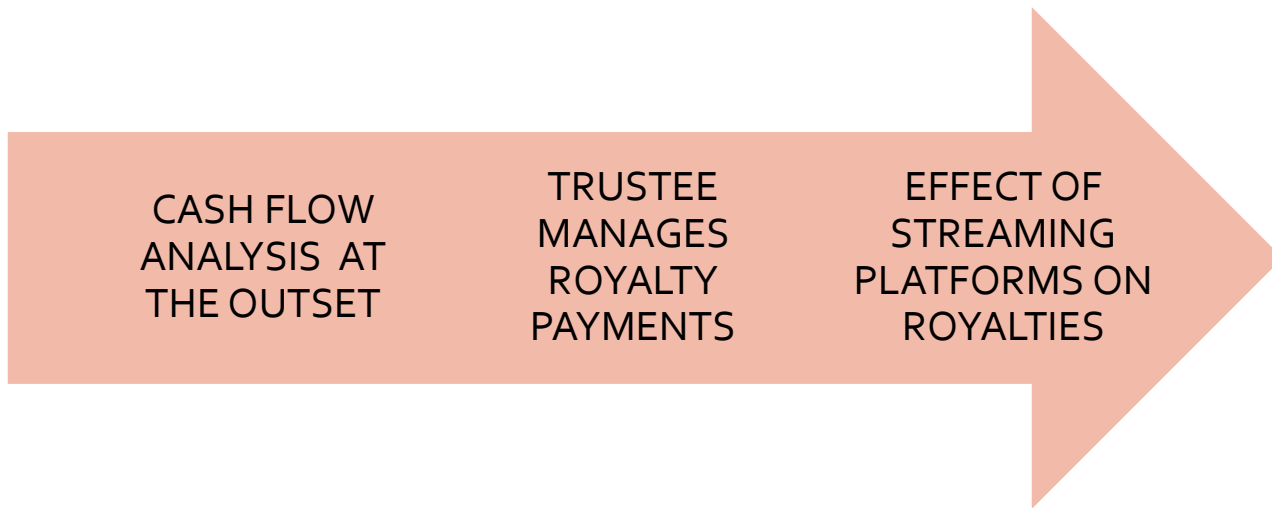 CASH FLOW
ANALYSIS  AT
THE OUTSET
TRUSTEE
MANAGES
ROYALTY
PAYMENTS
EFFECT OF
STREAMING
PLATFORMS ON
ROYALTIES